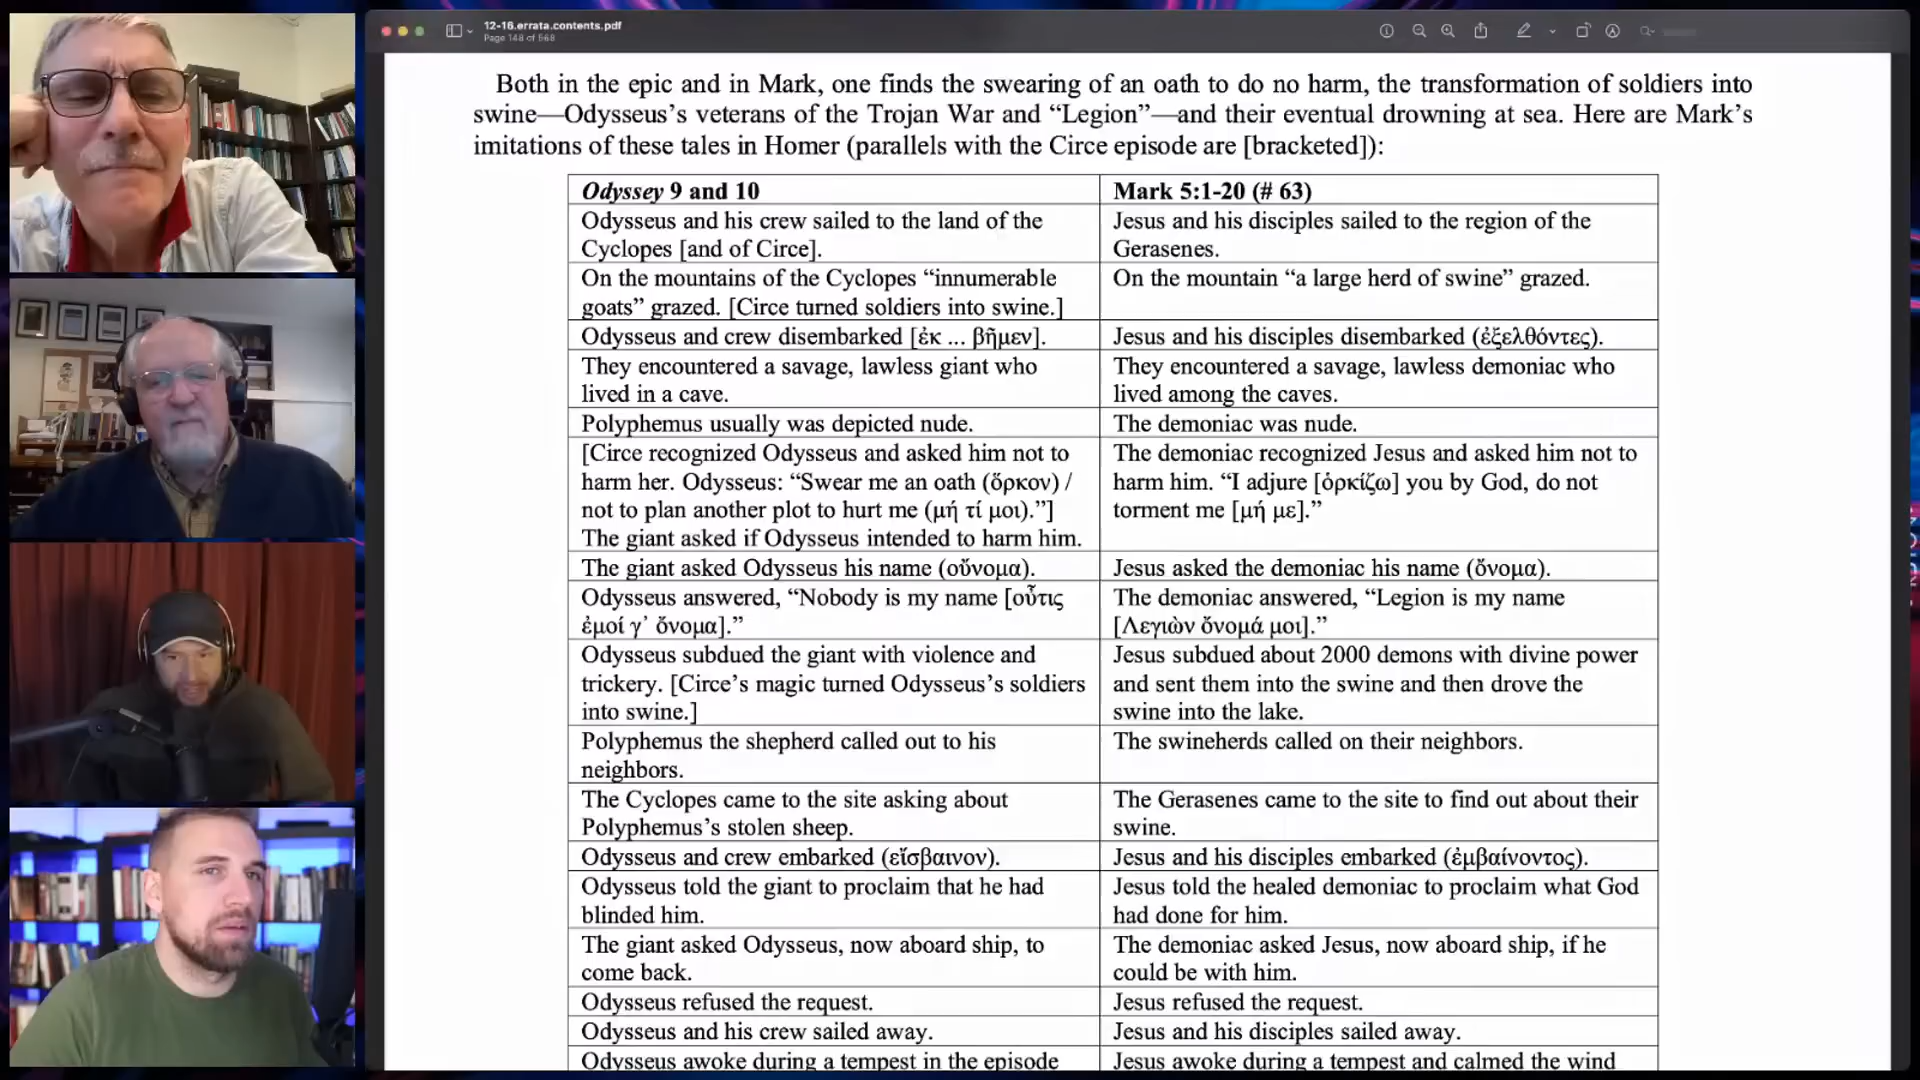 12-16.errata.contents.pdf
Page 148 of 568
Both in the epic and in Mark, one finds the swearing of an oath to do no harm, the transformation of soldiers into
swine—Odysseus’s veterans of the Trojan War and “Legion”—and their eventual drowning at sea. Here are Mark’s
imitations of these tales in Homer (parallels with the Circe episode are [bracketed]):
Odyssey 9 and 10
Mark 5:1-20 (# 63)
Odysseus and his crew sailed to the land of the
Cyclopes [and of Circe].
Jesus and his disciples sailed to the region of the
Gerasenes.
On the mountains of the Cyclopes “innumerable
goats” grazed. [Circe turned soldiers into swine.]
On the mountain “a large herd of swine” grazed.
Odysseus and crew disembarked [ἐκ ... βῆμεν].
Jesus and his disciples disembarked (ἐξελθόντες).
They encountered a savage, lawless giant who
lived in a cave.
They encountered a savage, lawless demoniac who
lived among the caves.
Polyphemus usually was depicted nude.
The demoniac was nude.
[Circe recognized Odysseus and asked him not to
harm her. Odysseus: “Swear me an oath (ὅρκον) /
not to plan another plot to hurt me (μή τί μοι).”]
The giant asked if Odysseus intended to harm him.
The demoniac recognized Jesus and asked him not to
harm him. “I adjure [ὁρκίζω] you by God, do not
torment me [μή με].”
The giant asked Odysseus his name (οὔνομα).
Jesus asked the demoniac his name (ὄνομα).
Odysseus answered, “Nobody is my name [οὖτις
ἐμοί γ᾽ ὄνομα].”
The demoniac answered, “Legion is my name
[Λεγιὼν ὄνομά μοι].”
Odysseus subdued the giant with violence and
trickery. [Circe’s magic turned Odysseus’s soldiers
into swine.]
Jesus subdued about 2000 demons with divine power
and sent them into the swine and then drove the
swine into the lake.
Polyphemus the shepherd called out to his
neighbors.
The swineherds called on their neighbors.
The Cyclopes came to the site asking about
Polyphemus’s stolen sheep.
The Gerasenes came to the site to find out about their
swine.
Odysseus and crew embarked (εἴσβαινον).
Jesus and his disciples embarked (ἐμβαίνοντος).
Odysseus told the giant to proclaim that he had
blinded him.
Jesus told the healed demoniac to proclaim what God
had done for him.
The giant asked Odysseus, now aboard ship, to
come back.
The demoniac asked Jesus, now aboard ship, if he
could be with him.
Odysseus refused the request.
Jesus refused the request.
Odysseus and his crew sailed away.
Jesus and his disciples sailed away.
Odysseus awoke during a tempest in the episode
Jesus awoke during a tempest and calmed the wind